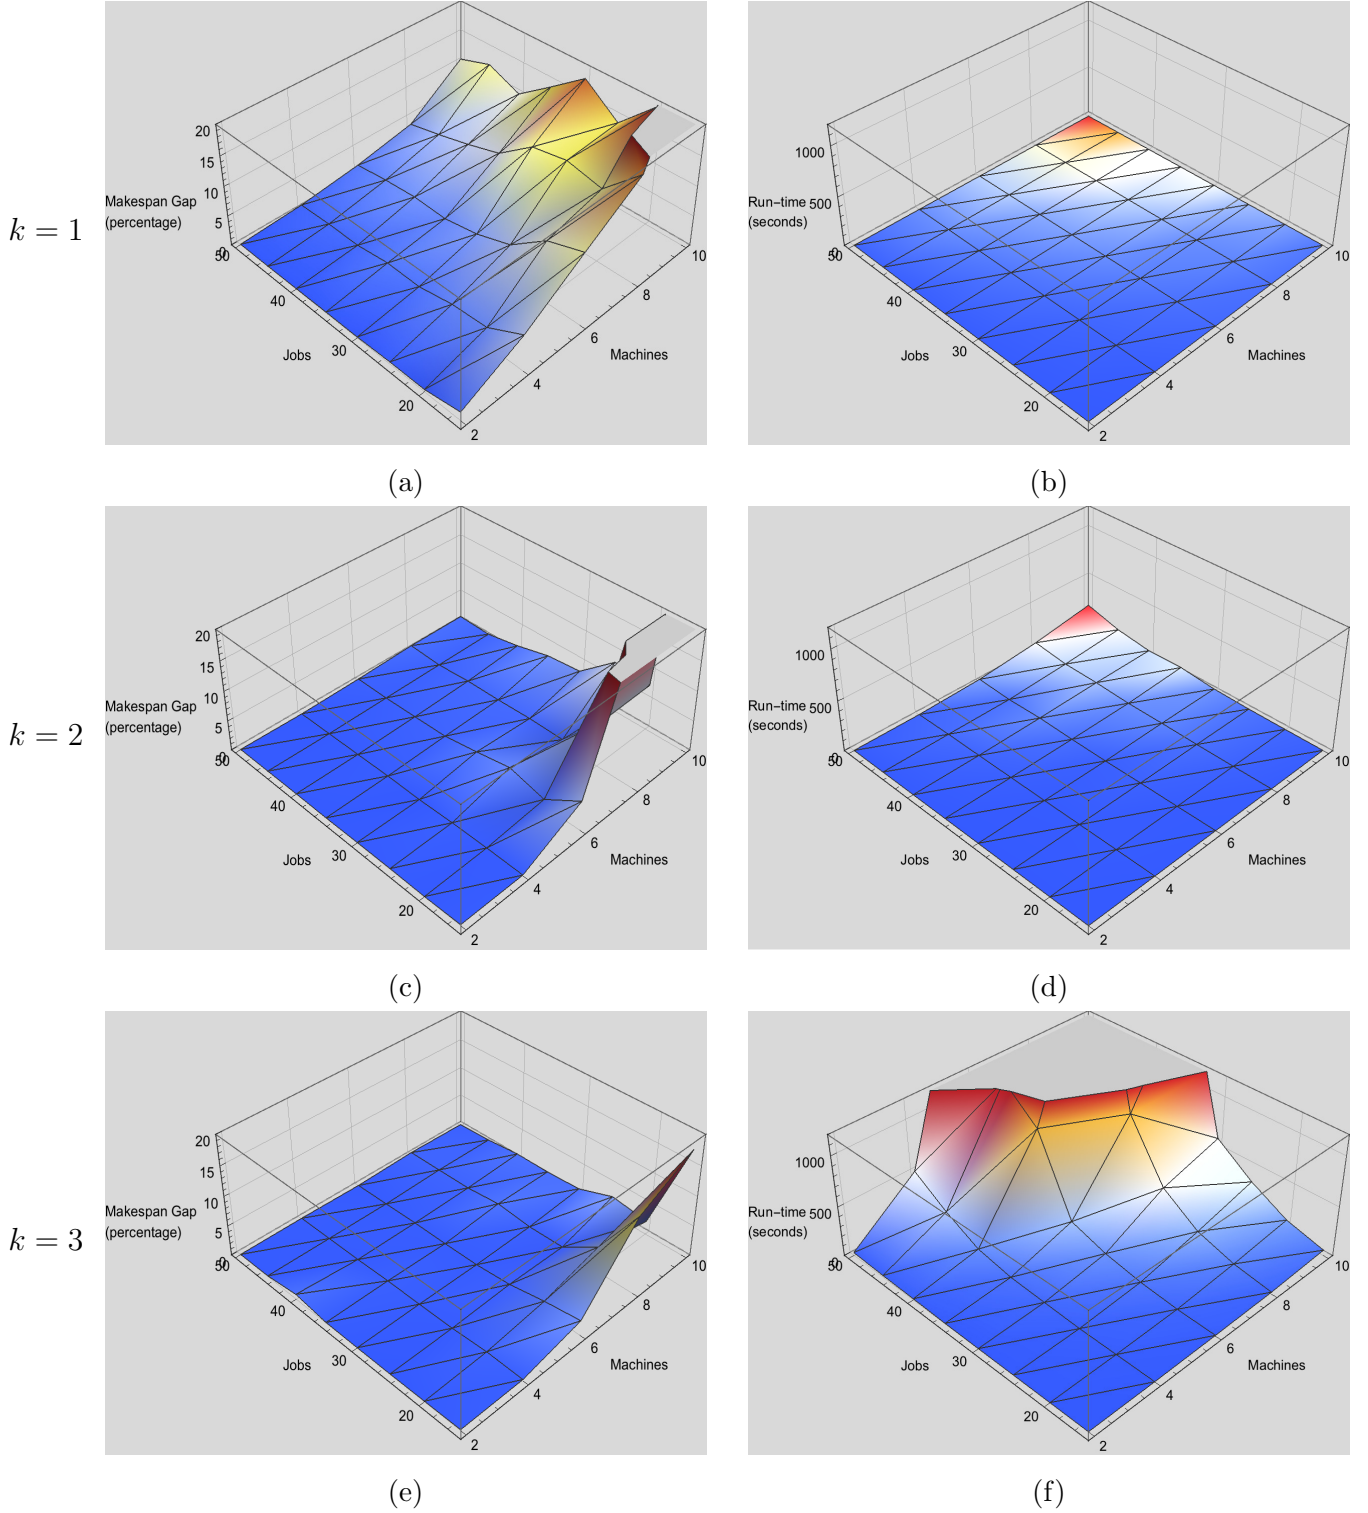 k = 1
20
15
10
5
0
Makespan Gap
(percentage)
50
40
30
20
Jobs
2
4
6
8
10
Machines
(a)
1000
500
0
Run-time
(seconds)
50
40
30
20
Jobs
2
4
6
8
10
Machines
(b)
k = 2
20
15
10
5
0
Makespan Gap
(percentage)
50
40
30
20
Jobs
2
4
6
8
10
Machines
(c)
1000
500
0
Run-time
(seconds)
50
40
30
20
Jobs
2
4
6
8
10
Machines
(d)
k = 3
20
15
10
5
0
Makespan Gap
(percentage)
50
40
30
20
Jobs
2
4
6
8
10
Machines
(e)
1000
500
0
Run-time
(seconds)
50
40
30
20
Jobs
2
4
6
8
10
Machines
(f)